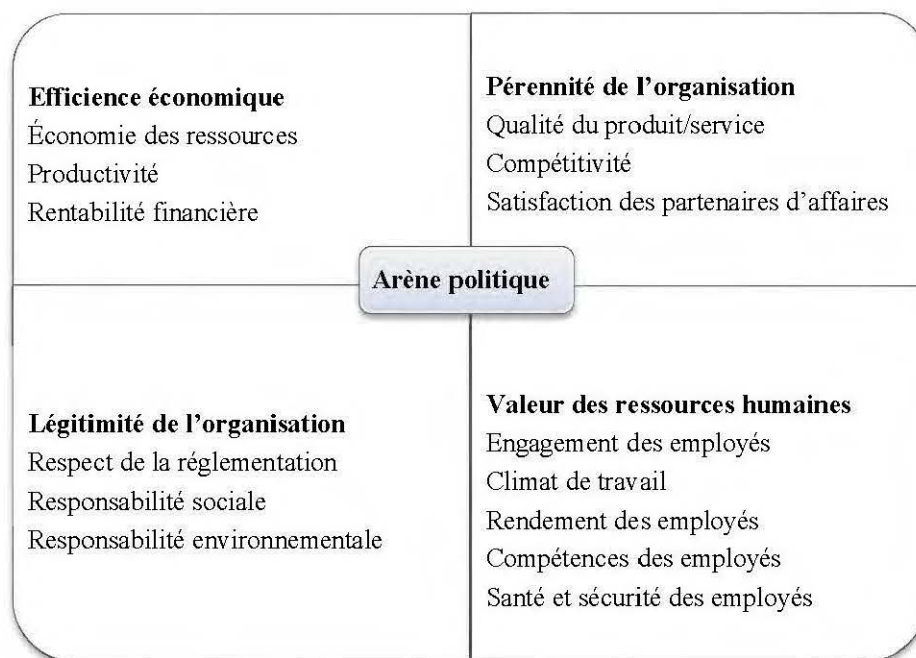 Efficience économique
Économie des ressources
Productivité
Rentabilité financière
Pérennité de l'organisation
Qualité du produit/service
Compétitivité
Satisfaction des partenaires d'affaires
Arène politique
Légitimité de l'organisation
Respect de la réglementation
Responsabilité sociale
Responsabilité environnementale
Valeur des ressources humaines
Engagement des employés
Climat de travail
Rendement des employés
Compétences des employés
Santé et sécurité des employés